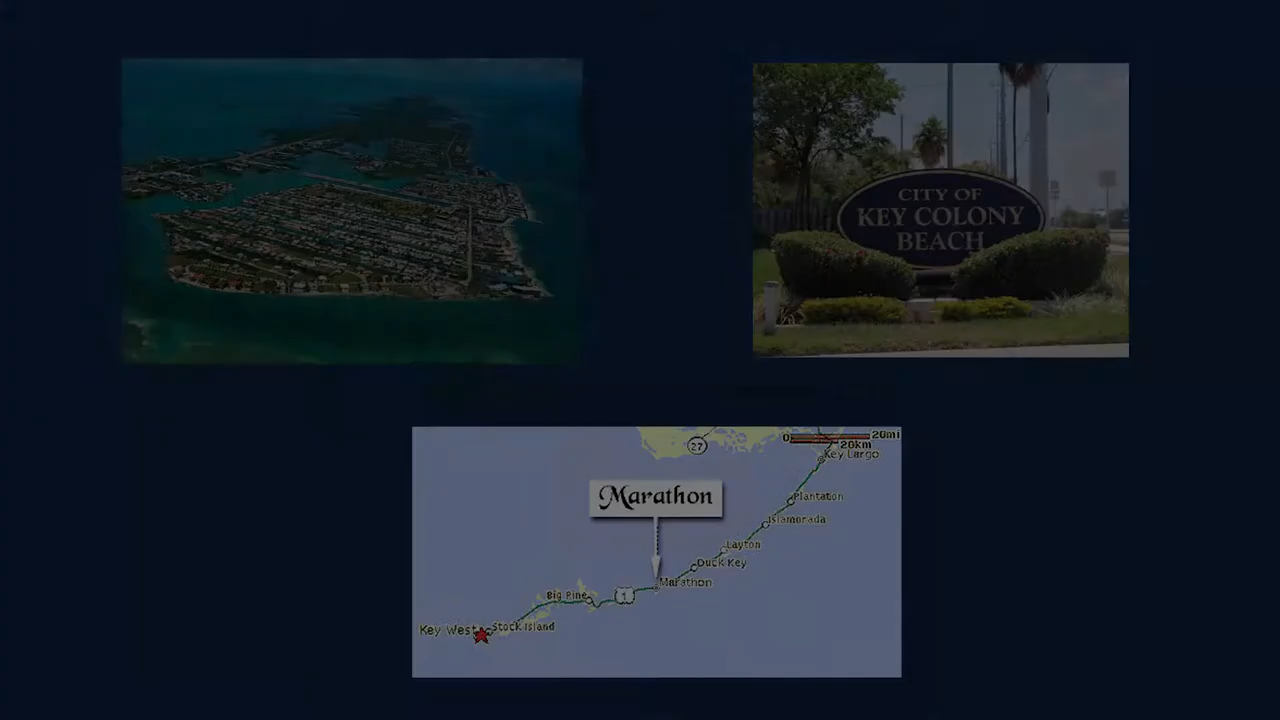 CITY OF
KEY COLONY
BEACH
27
0 20mi
20km
Key Largo
Marathon
Plantation
Islamorada
Layton
Duck Key
Marathon
Big Pine
1
Key West
Stock Island